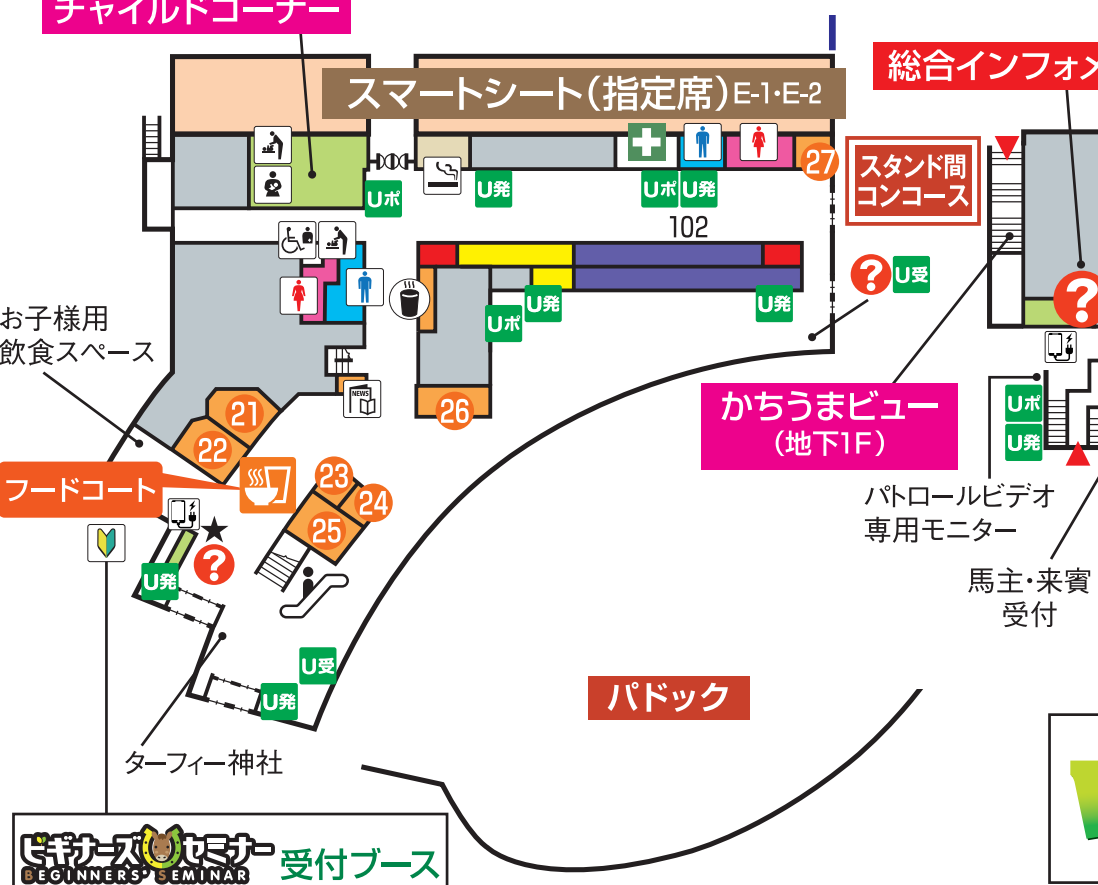 チャイルドコーナー
スマートシート(指定席)E-1・E-2
総合インフォメ
27
スタンド間
コンコース
Uポ
U発
Uポ
U発
102
?
U受
?
お子様用
飲食スペース
U発
U発
Uポ
NEWS
かちうまビュー
(地下1F)
Uポ
U発
21
26
22
フードコート
23
24
25
パトロールビデオ
専用モニター
★
?
U発
馬主・来賓
受付
U受
U発
パドック
ターフィー神社
ビギナーズセミナー
BEGINNERS' SEMINAR
受付ブース